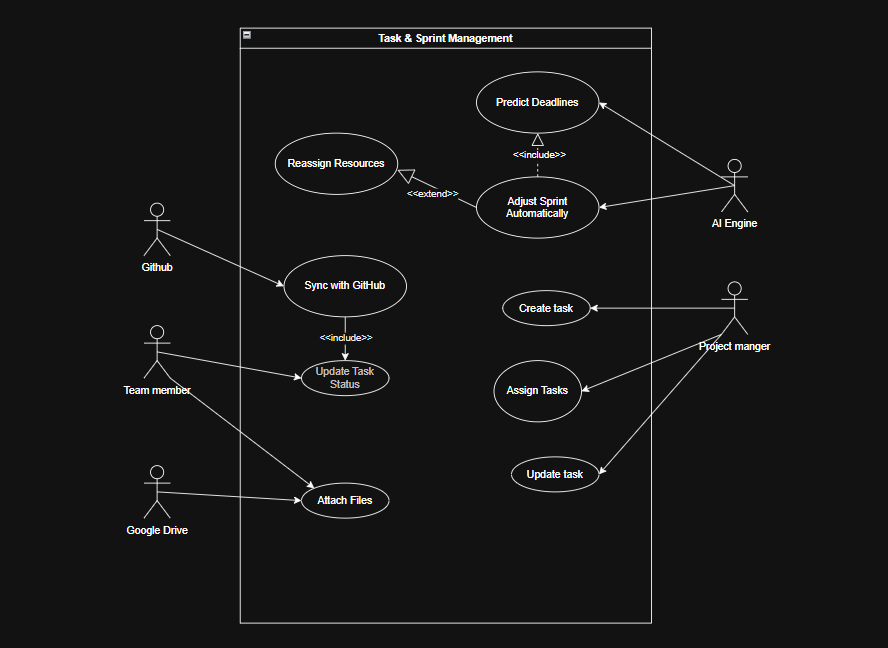 Task & Sprint Management
Predict Deadlines
<<include>>
Reassign Resources
<<extend>>
Adjust Sprint
Automatically
AI Engine
Github
Sync with GitHub
<<include>>
Create task
Project manger
Update Task
Status
Team member
Assign Tasks
Update task
Attach Files
Google Drive